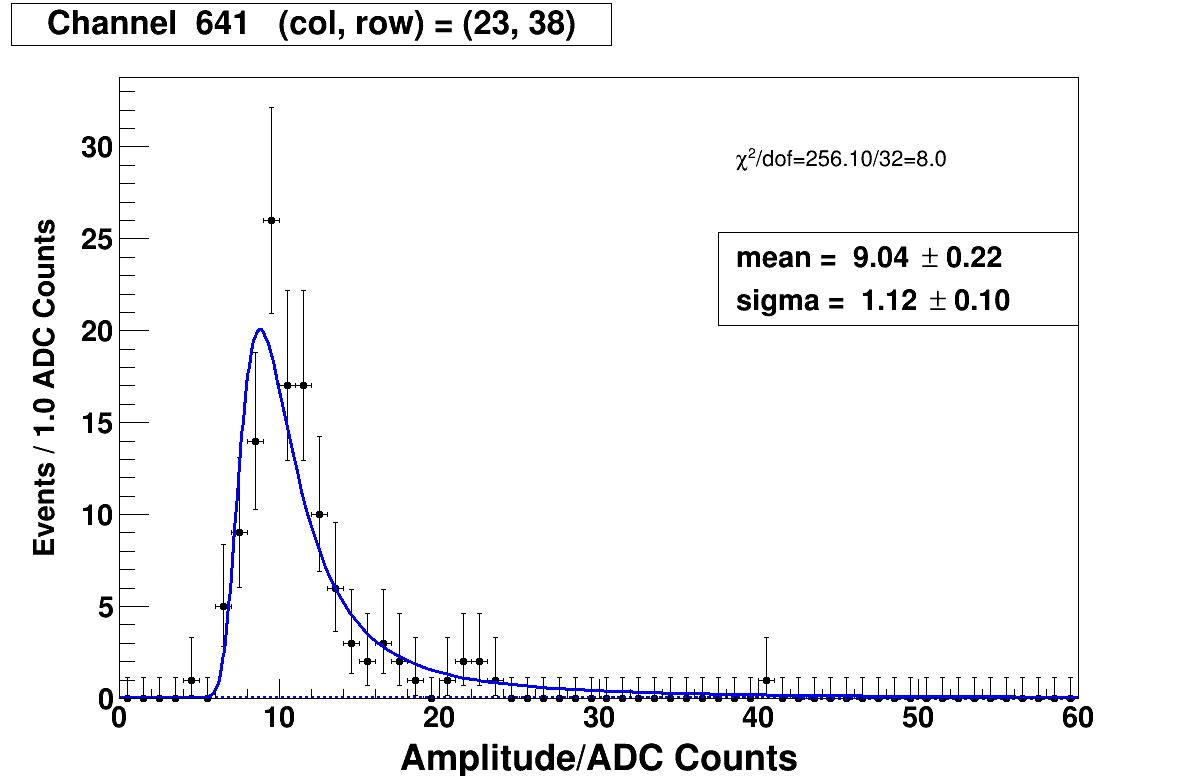 Channel 641 (col, row) = (23, 38)
χ²/dof=256.10/32=8.0
mean = 9.04 ± 0.22
sigma = 1.12 ± 0.10
Events / 1.0 ADC Counts
30
25
20
15
10
5
0
0 10 20 30 40 50 60
Amplitude/ADC Counts